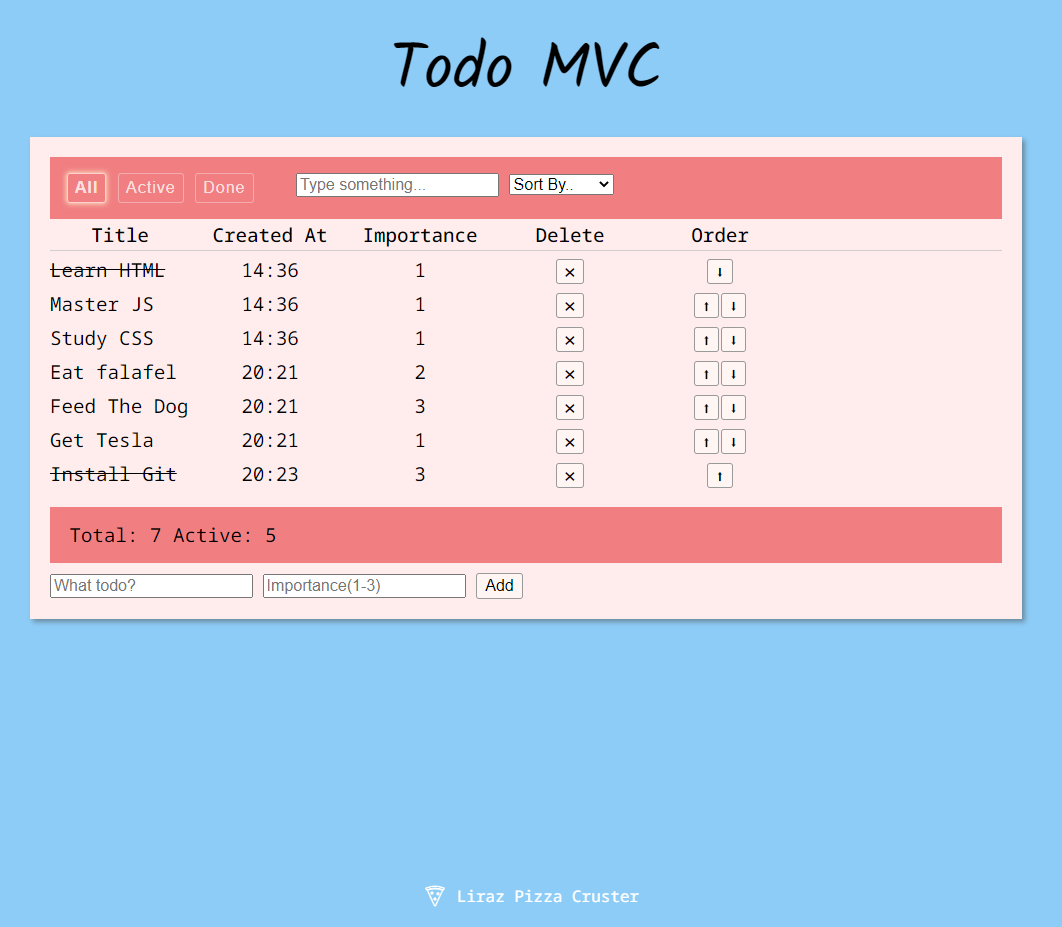 Todo MVC
All Active Done Type something... Sort By..
Title Created At Importance Delete Order
Learn HTML 14:36 1 × ⬇
Master JS 14:36 1 × ⬆ ⬇
Study CSS 14:36 1 × ⬆ ⬇
Eat falafel 20:21 2 × ⬆ ⬇
Feed The Dog 20:21 3 × ⬆ ⬇
Get Tesla 20:21 1 × ⬆ ⬇
Install Git 20:23 3 × ⬆
Total: 7 Active: 5
What todo? Importance(1-3) Add
Liraz Pizza Cruster